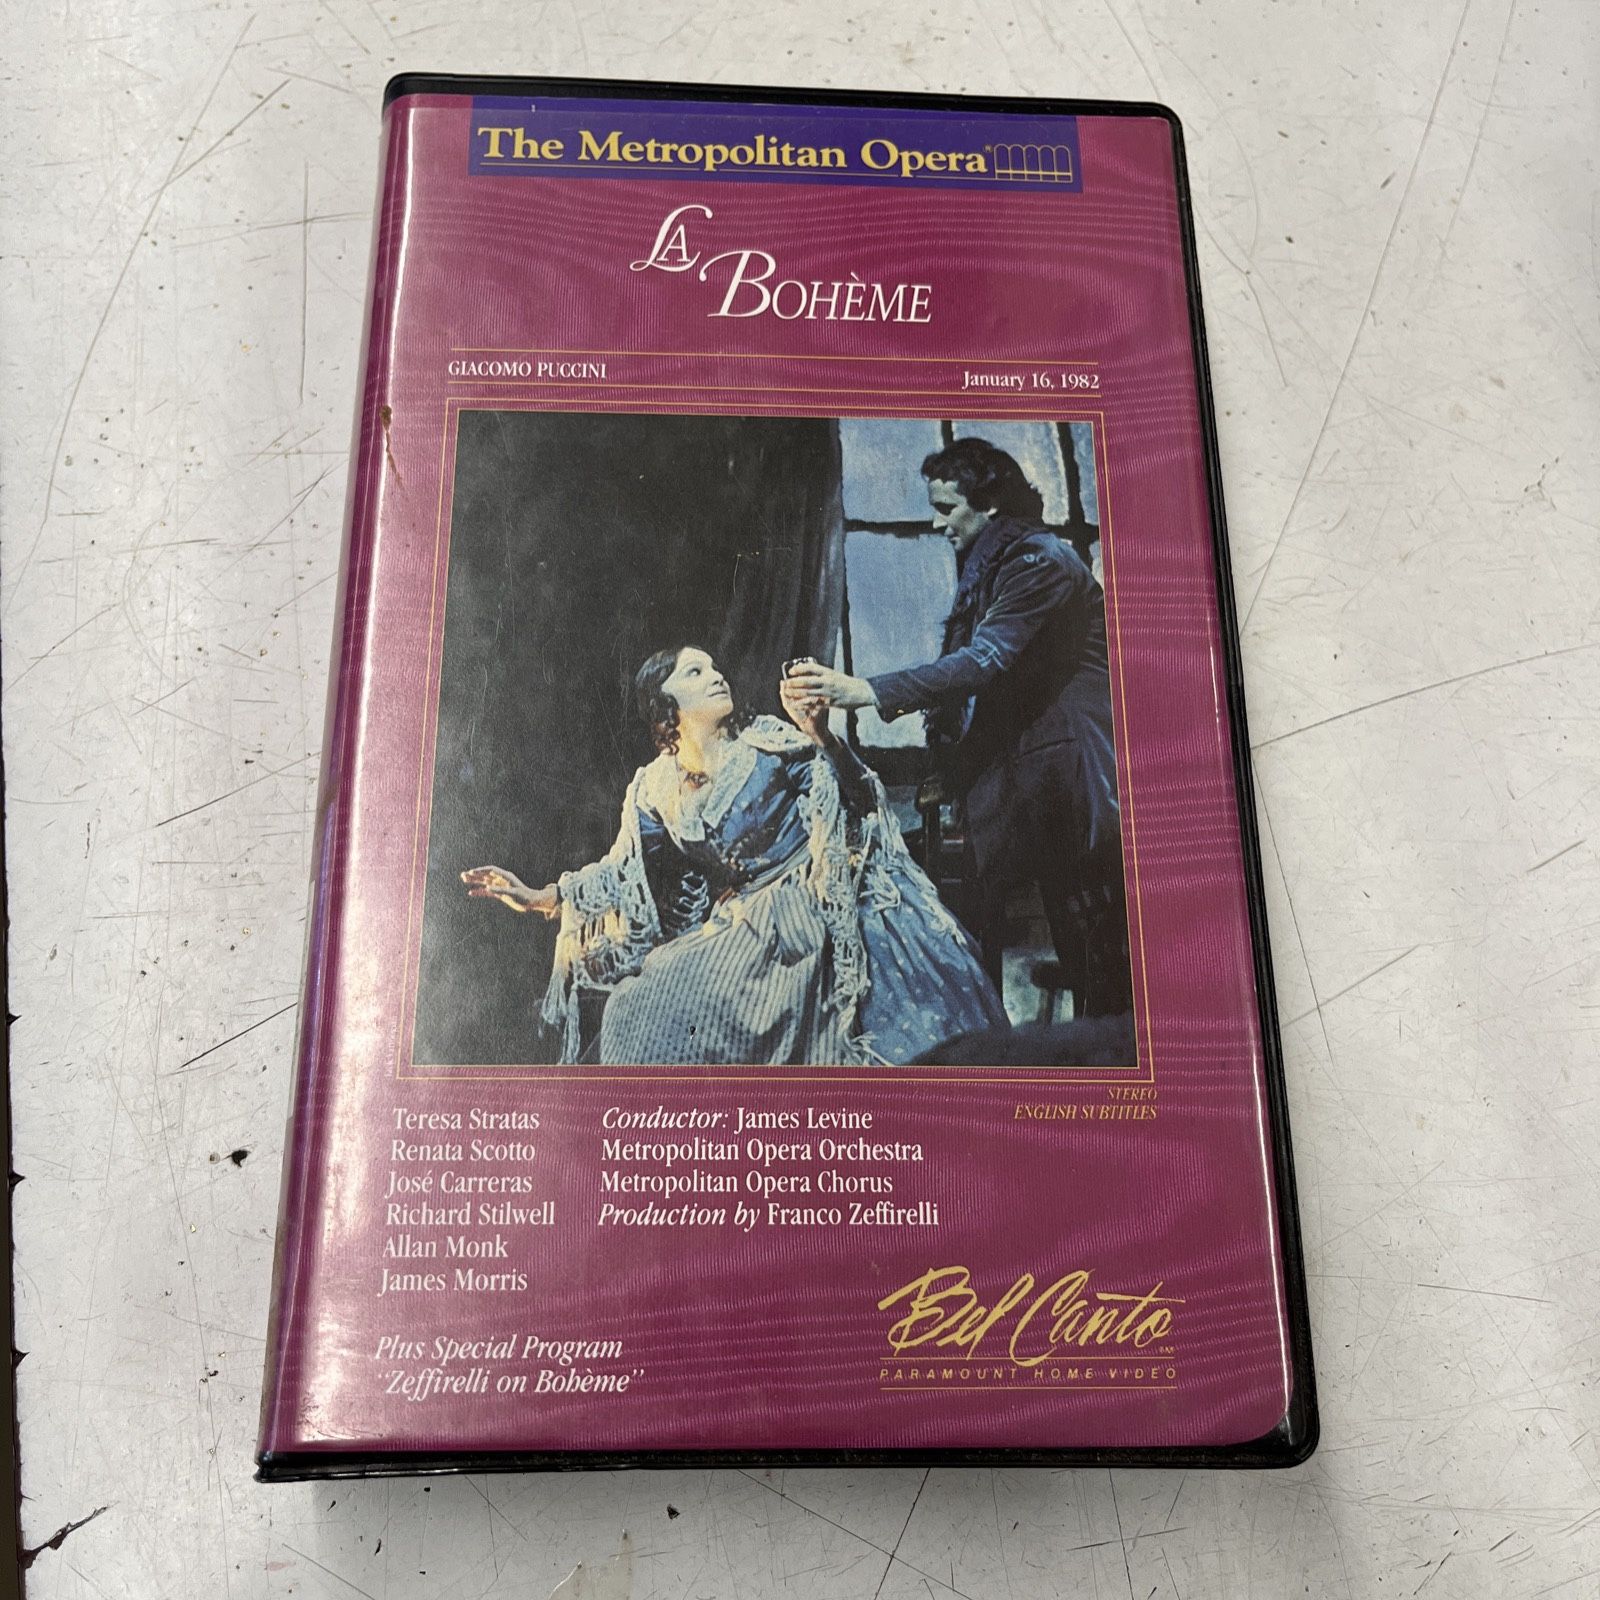 The Metropolitan Opera®
LA
BOHÈME
GIACOMO PUCCINI
January 16, 1982
STEREO
ENGLISH SUBTITLES
Teresa Stratas
Renata Scotto
José Carreras
Richard Stilwell
Allan Monk
James Morris
Conductor: James Levine
Metropolitan Opera Orchestra
Metropolitan Opera Chorus
Production by Franco Zeffirelli
Plus Special Program
"Zeffirelli on Bohème"
Bel Canto
PARAMOUNT HOME VIDEO